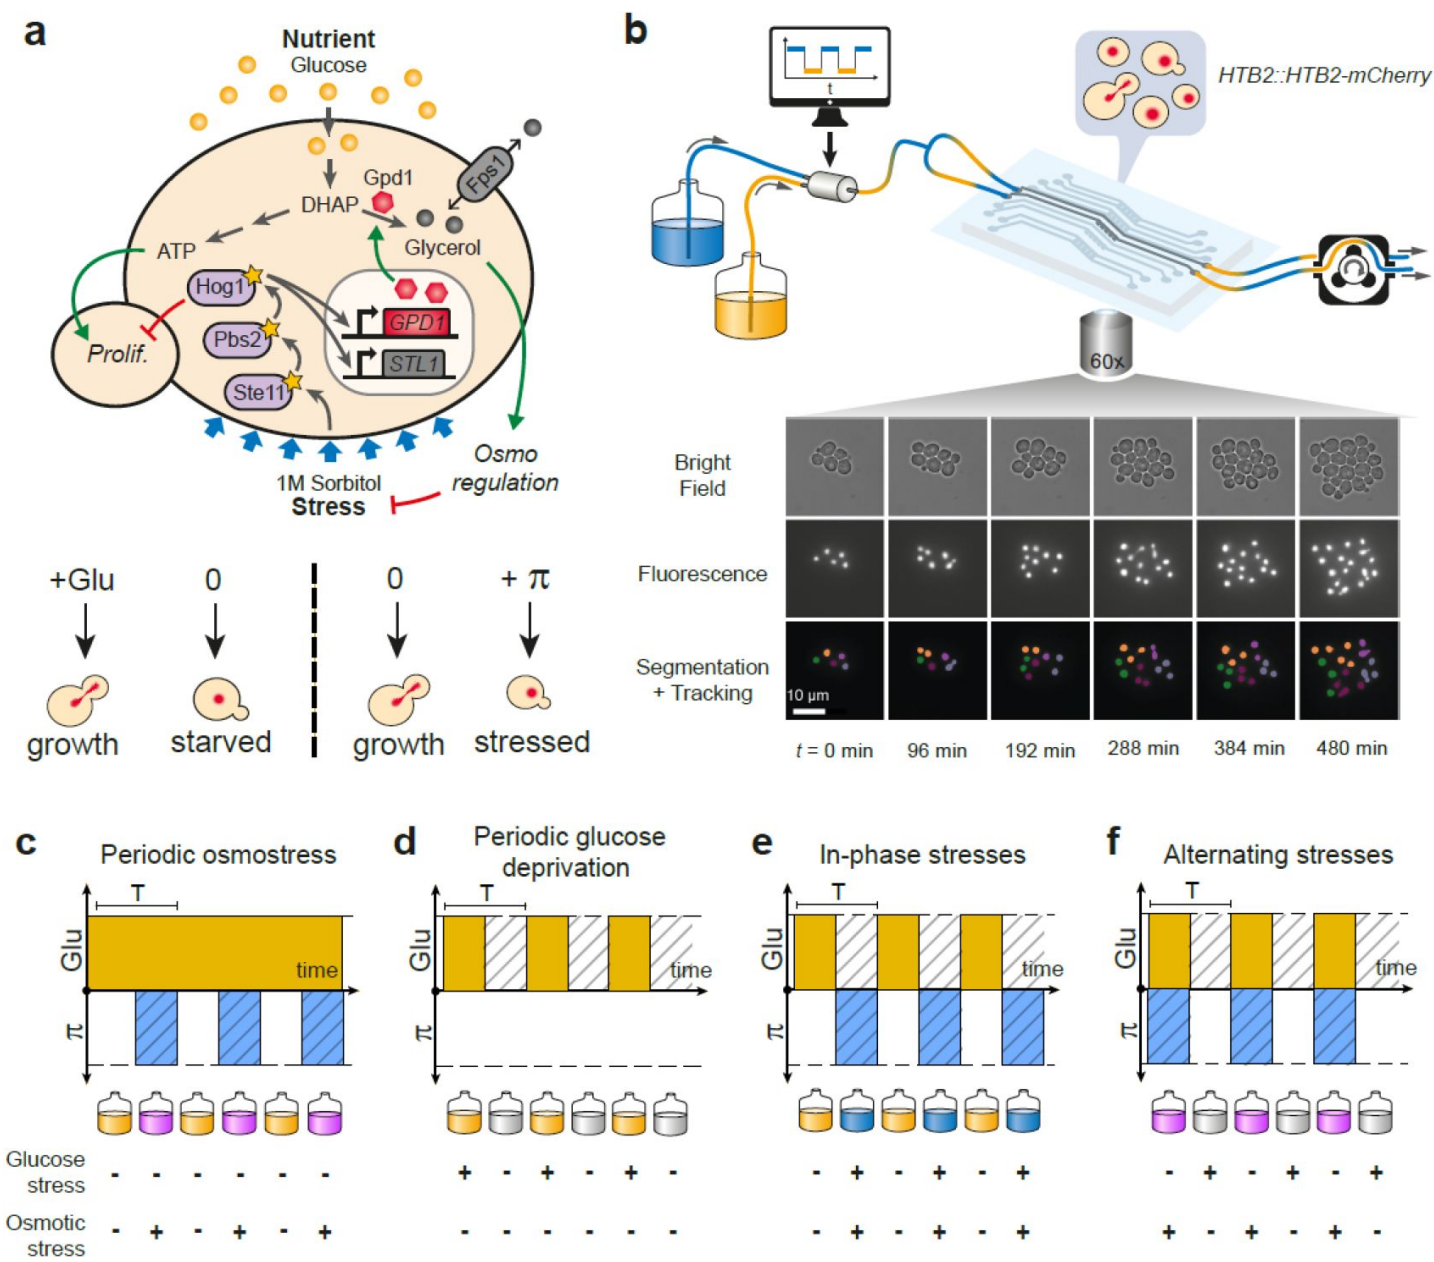 a
Nutrient
Glucose
Gpd1
Fps1
DHAP
Glycerol
ATP
Hog1
GPD1
Pbs2
Prolif.
STL1
Ste11
Osmo
regulation
1M Sorbitol
Stress
+Glu
0
0
+ π
growth
starved
growth
stressed
b
t
HTB2::HTB2-mCherry
60x
Bright
Field
Fluorescence
Segmentation
+ Tracking
10 µm
t = 0 min
96 min
192 min
288 min
384 min
480 min
c
Periodic osmostress
T
Glu
time
π
d
Periodic glucose
deprivation
T
Glu
time
π
e
In-phase stresses
T
Glu
time
π
f
Alternating stresses
T
Glu
time
π
Glucose
stress
- - - - - -
+ - + - + -
- + - + - +
- + - + - +
Osmotic
stress
- + - + - +
- - - - - -
- + - + - +
+ - + - + -